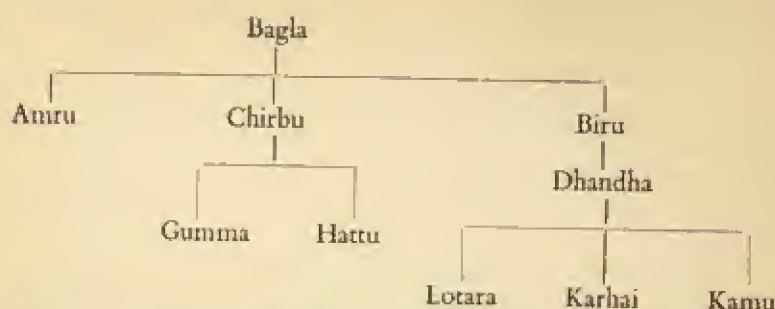 Bagla
Amru Chirbu Biru
Dhandha
Gumma Hattu
Lotara Karhai Kamu